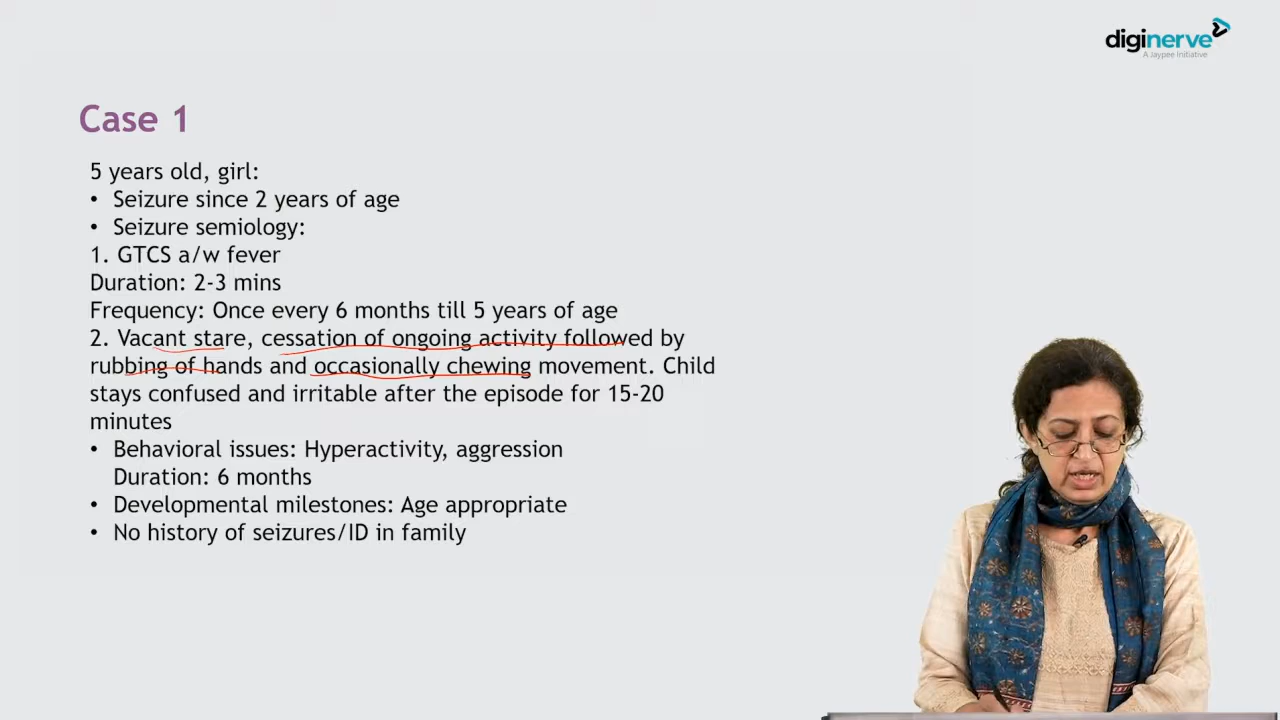 diginerve
A Jaypee Initiative
Case 1
5 years old, girl:
• Seizure since 2 years of age
• Seizure semiology:
1. GTCS a/w fever
Duration: 2-3 mins
Frequency: Once every 6 months till 5 years of age
2. Vacant stare, cessation of ongoing activity followed by
rubbing of hands and occasionally chewing movement. Child
stays confused and irritable after the episode for 15-20
minutes
• Behavioral issues: Hyperactivity, aggression
Duration: 6 months
• Developmental milestones: Age appropriate
• No history of seizures/ID in family